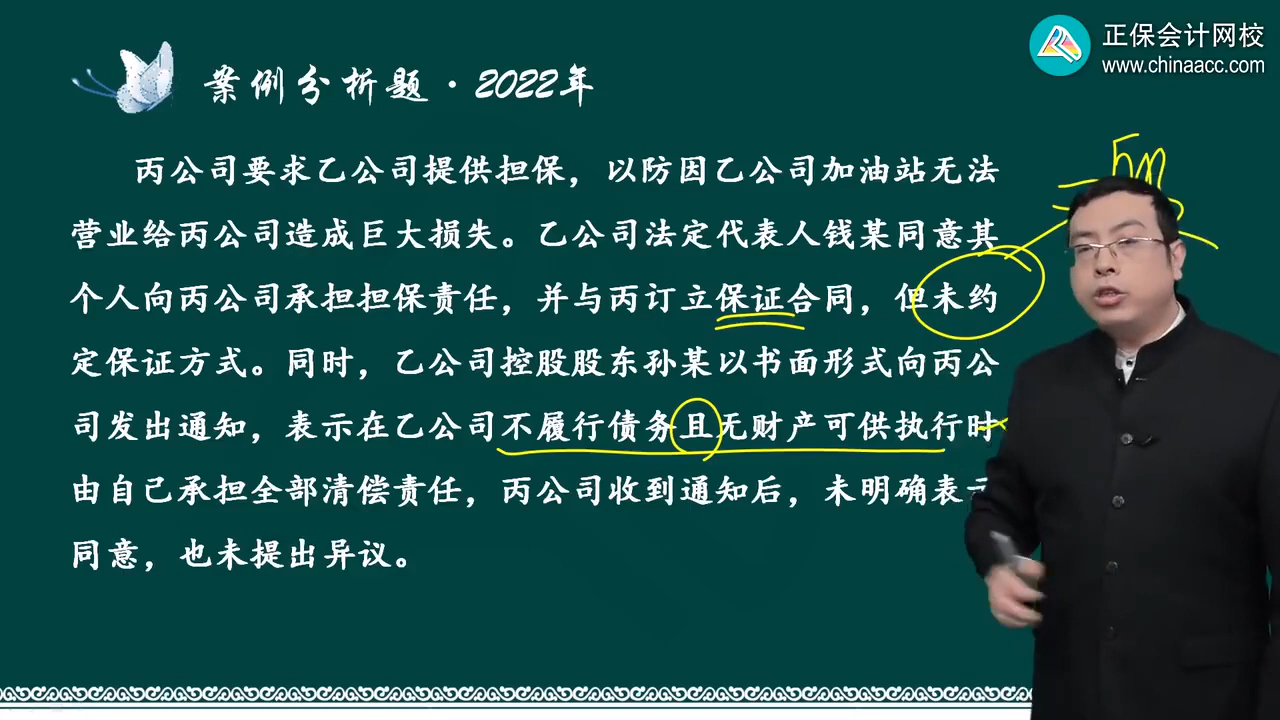 正保会计网校
www.chinaacc.com
案例分析题·2022年
丙公司要求乙公司提供担保，以防因乙公司加油站无法
营业给丙公司造成巨大损失。乙公司法定代表人钱某同意其
个人向丙公司承担担保责任，并与丙订立保证合同，但未约
定保证方式。同时，乙公司控股股东孙某以书面形式向丙公
司发出通知，表示在乙公司不履行债务且无财产可供执行时
由自己承担全部清偿责任，丙公司收到通知后，未明确表示
同意，也未提出异议。